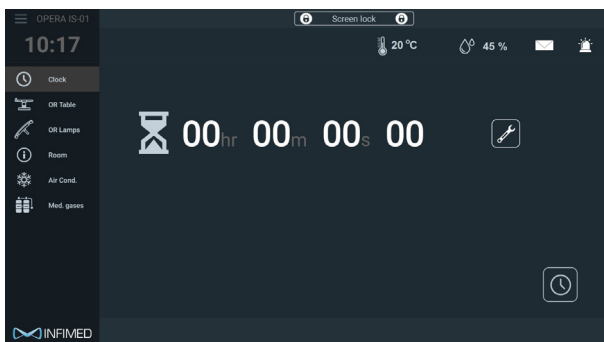 OPERA IS-01
Screen lock
10:17
20 °C
45 %
Clock
OR Table
OR Lamps
Room
Air Cond.
Med. gases
00hr 00m 00s 00
INFIMED